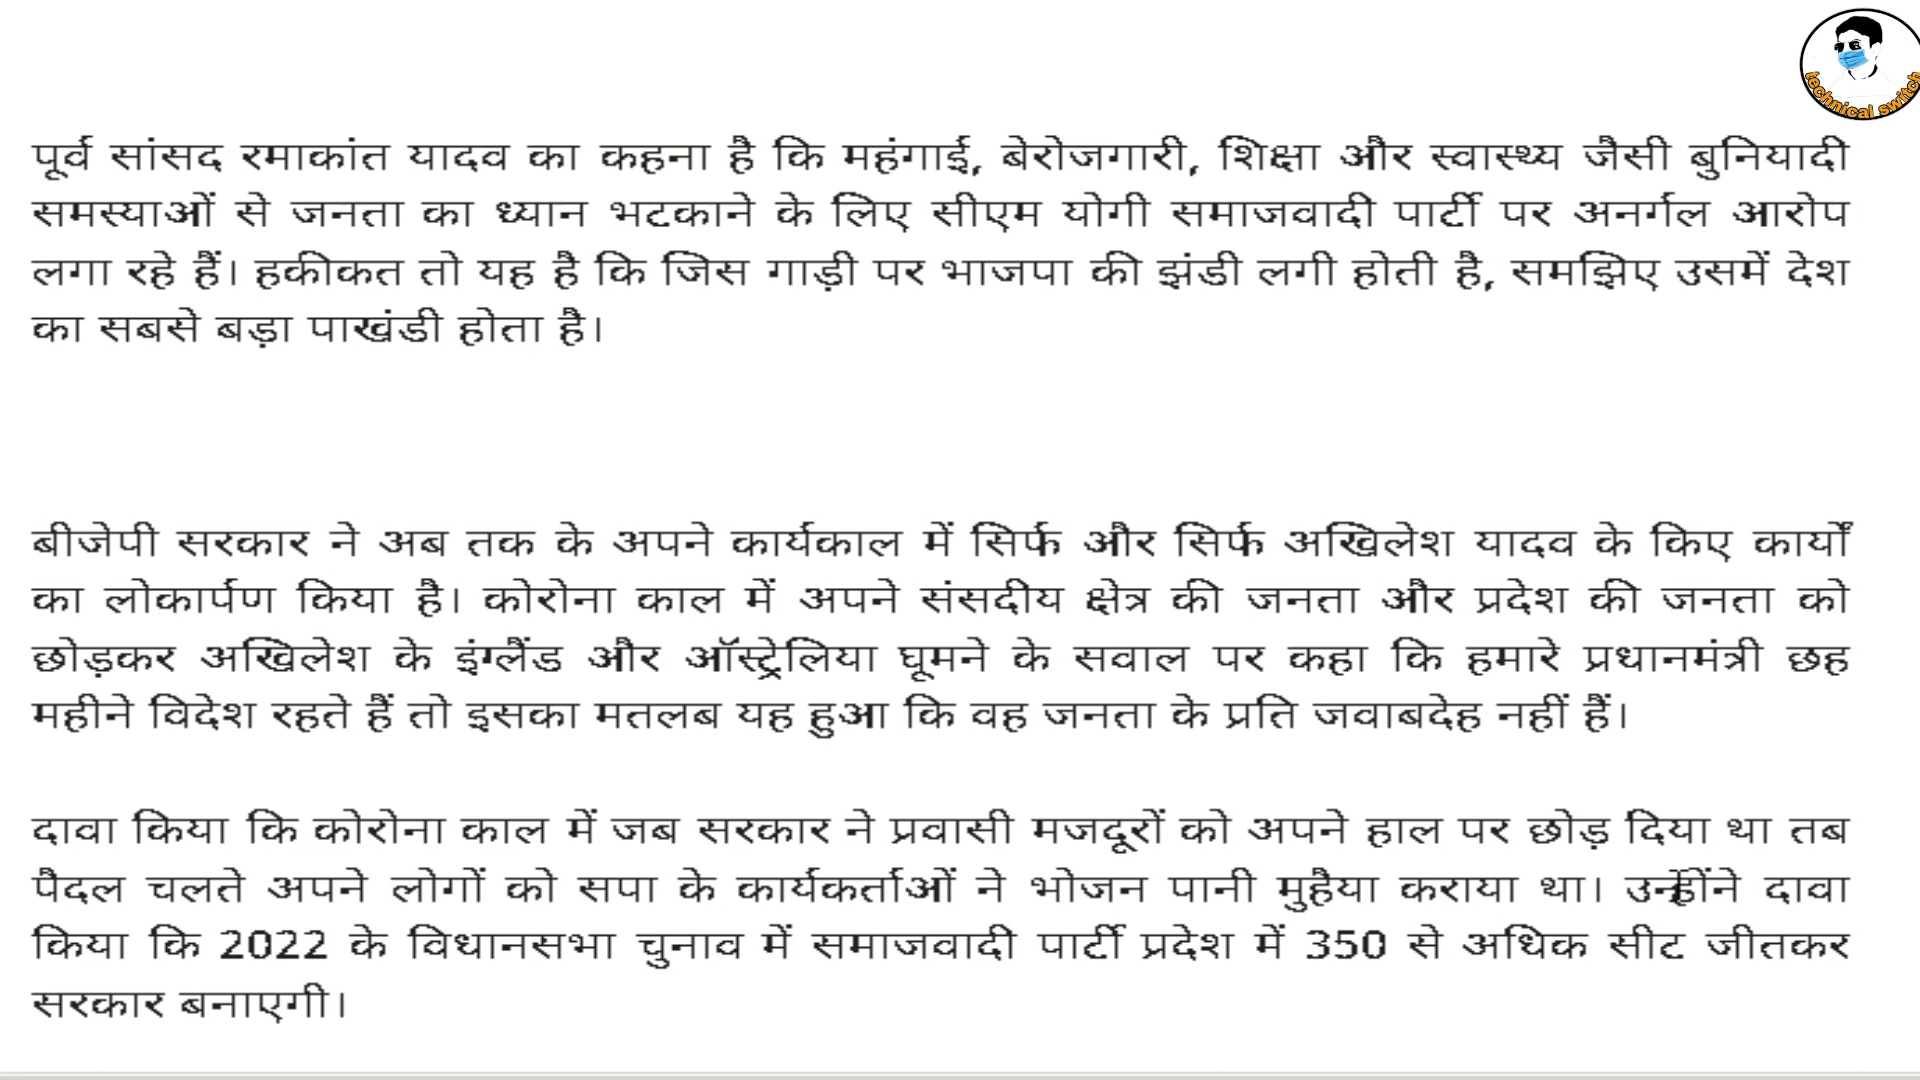 technical switch
पूर्व सांसद रमाकांत यादव का कहना है कि महंगाई, बेरोजगारी, शिक्षा और स्वास्थ्य जैसी बुनियादी
समस्याओं से जनता का ध्यान भटकाने के लिए सीएम योगी समाजवादी पार्टी पर अनर्गल आरोप
लगा रहे हैं। हकीकत तो यह है कि जिस गाड़ी पर भाजपा की झंडी लगी होती है, समझिए उसमें देश
का सबसे बड़ा पाखंडी होता है।
बीजेपी सरकार ने अब तक के अपने कार्यकाल में सिर्फ और सिर्फ अखिलेश यादव के किए कार्यों
का लोकार्पण किया है। कोरोना काल में अपने संसदीय क्षेत्र की जनता और प्रदेश की जनता को
छोड़कर अखिलेश के इंग्लैंड और ऑस्ट्रेलिया घूमने के सवाल पर कहा कि हमारे प्रधानमंत्री छह
महीने विदेश रहते हैं तो इसका मतलब यह हुआ कि वह जनता के प्रति जवाबदेह नहीं हैं।
दावा किया कि कोरोना काल में जब सरकार ने प्रवासी मजदूरों को अपने हाल पर छोड़ दिया था तब
पैदल चलते अपने लोगों को सपा के कार्यकर्ताओं ने भोजन पानी मुहैया कराया था। उन्होंने दावा
किया कि 2022 के विधानसभा चुनाव में समाजवादी पार्टी प्रदेश में 350 से अधिक सीट जीतकर
सरकार बनाएगी।